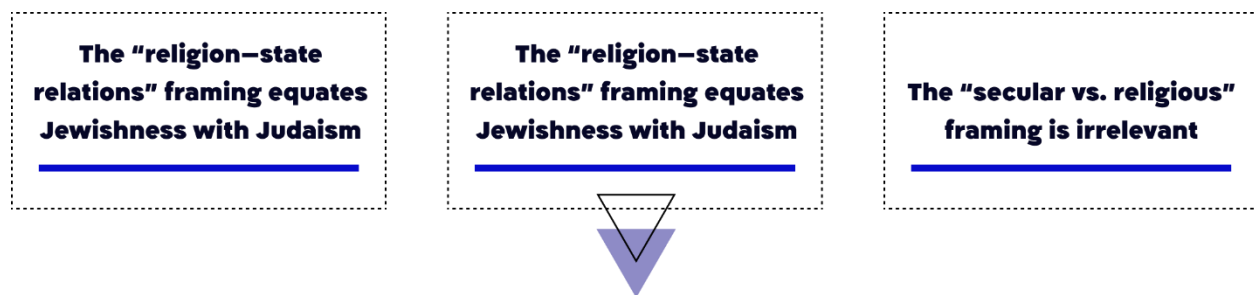 The “religion—state
relations” framing equates
Jewishness with Judaism
The “religion—state
relations” framing equates
Jewishness with Judaism
The “secular vs. religious”
framing is irrelevant